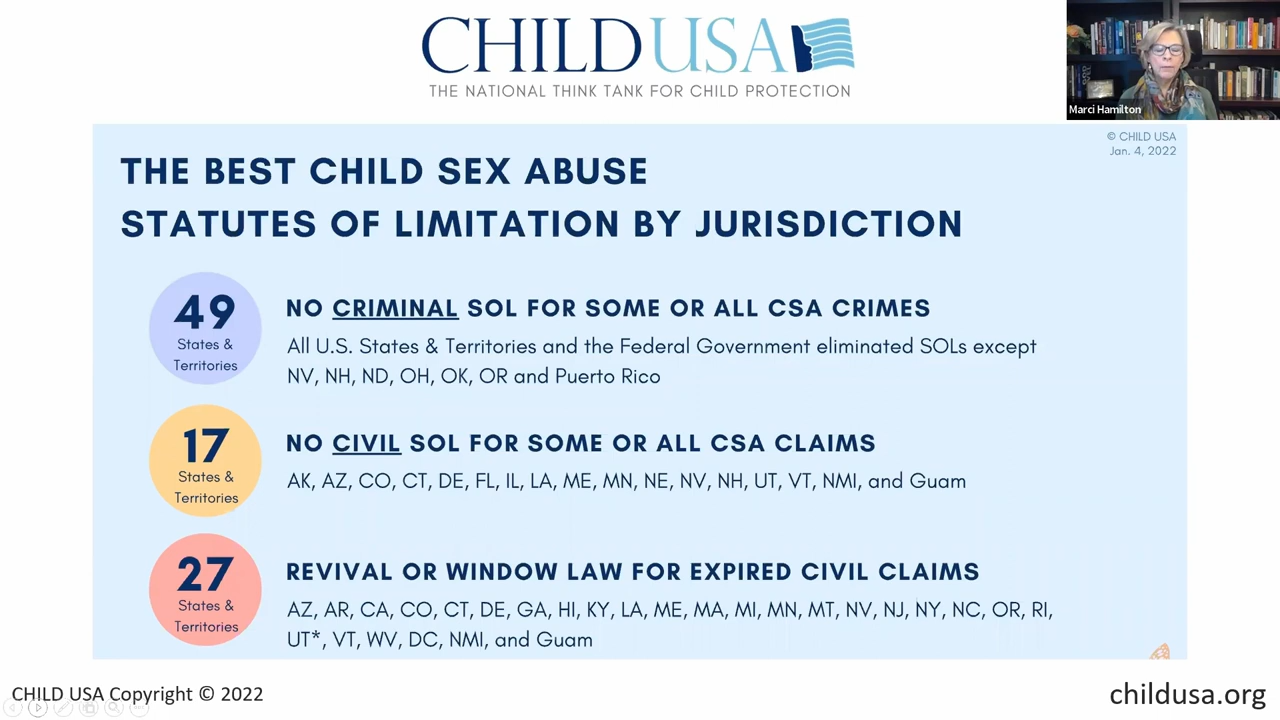 CHILD USA
THE NATIONAL THINK TANK FOR CHILD PROTECTION
Marci Hamilton
© CHILD USA
Jan. 4, 2022
THE BEST CHILD SEX ABUSE
STATUTES OF LIMITATION BY JURISDICTION
49
States &
Territories
NO CRIMINAL SOL FOR SOME OR ALL CSA CRIMES
All U.S. States & Territories and the Federal Government eliminated SOLs except
NV, NH, ND, OH, OK, OR and Puerto Rico
17
States &
Territories
NO CIVIL SOL FOR SOME OR ALL CSA CLAIMS
AK, AZ, CO, CT, DE, FL, IL, LA, ME, MN, NE, NV, NH, UT, VT, NMI, and Guam
27
States &
Territories
REVIVAL OR WINDOW LAW FOR EXPIRED CIVIL CLAIMS
AZ, AR, CA, CO, CT, DE, GA, HI, KY, LA, ME, MA, MI, MN, MT, NV, NJ, NY, NC, OR, RI,
UT*, VT, WV, DC, NMI, and Guam
CHILD USA Copyright © 2022
childusa.org